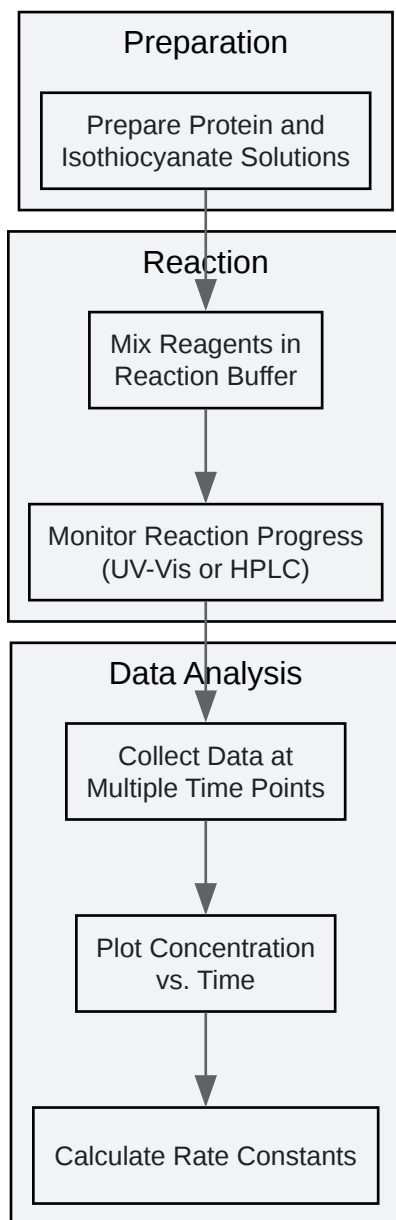 Preparation
Prepare Protein and
Isothiocyanate Solutions
Reaction
Mix Reagents in
Reaction Buffer
Monitor Reaction Progress
(UV-Vis or HPLC)
Data Analysis
Collect Data at
Multiple Time Points
Plot Concentration
vs. Time
Calculate Rate Constants